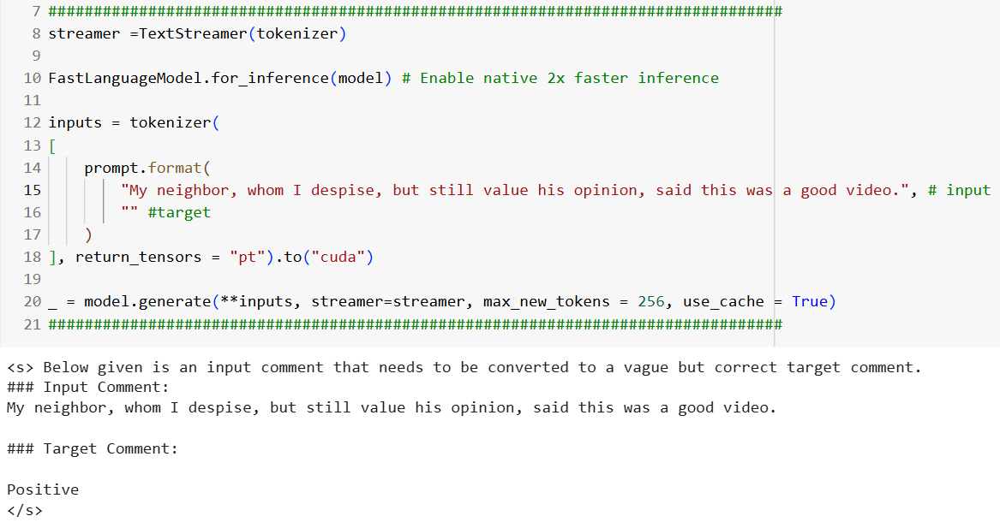 7 #################################################################################
8 streamer =TextStreamer(tokenizer)
9
10 FastLanguageModel.for_inference(model) # Enable native 2x faster inference
11
12 inputs = tokenizer(
13 [
14     prompt.format(
15         "My neighbor, whom I despise, but still value his opinion, said this was a good video.", # input
16         "" #target
17     )
18 ], return_tensors = "pt").to("cuda")
19
20 _ = model.generate(**inputs, streamer=streamer, max_new_tokens = 256, use_cache = True)
21 #################################################################################
<s> Below given is an input comment that needs to be converted to a vague but correct target comment.
### Input Comment:
My neighbor, whom I despise, but still value his opinion, said this was a good video.

### Target Comment:

Positive
</s>